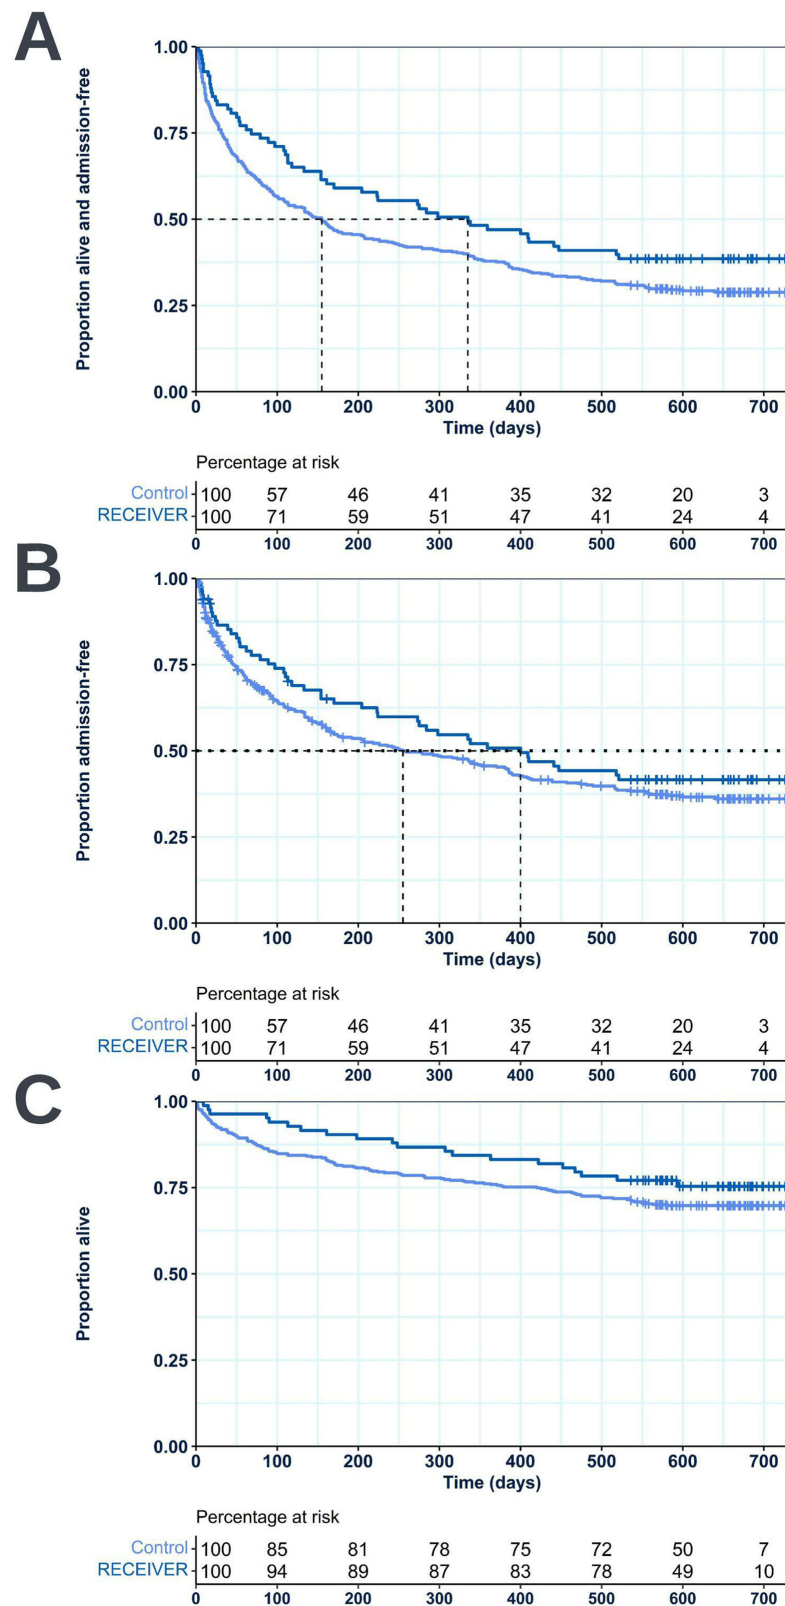 A
Proportion alive and admission-free
1.00
0.75
0.50
0.25
0.00
0 100 200 300 400 500 600 700
Time (days)
Percentage at risk
Control 100 57 46 41 35 32 20 3
RECEIVER 100 71 59 51 47 41 24 4
0 100 200 300 400 500 600 700
B
Proportion admission-free
1.00
0.75
0.50
0.25
0.00
0 100 200 300 400 500 600 700
Time (days)
Percentage at risk
Control 100 57 46 41 35 32 20 3
RECEIVER 100 71 59 51 47 41 24 4
0 100 200 300 400 500 600 700
C
Proportion alive
1.00
0.75
0.50
0.25
0.00
0 100 200 300 400 500 600 700
Time (days)
Percentage at risk
Control 100 85 81 78 75 72 50 7
RECEIVER 100 94 89 87 83 78 49 10
0 100 200 300 400 500 600 700